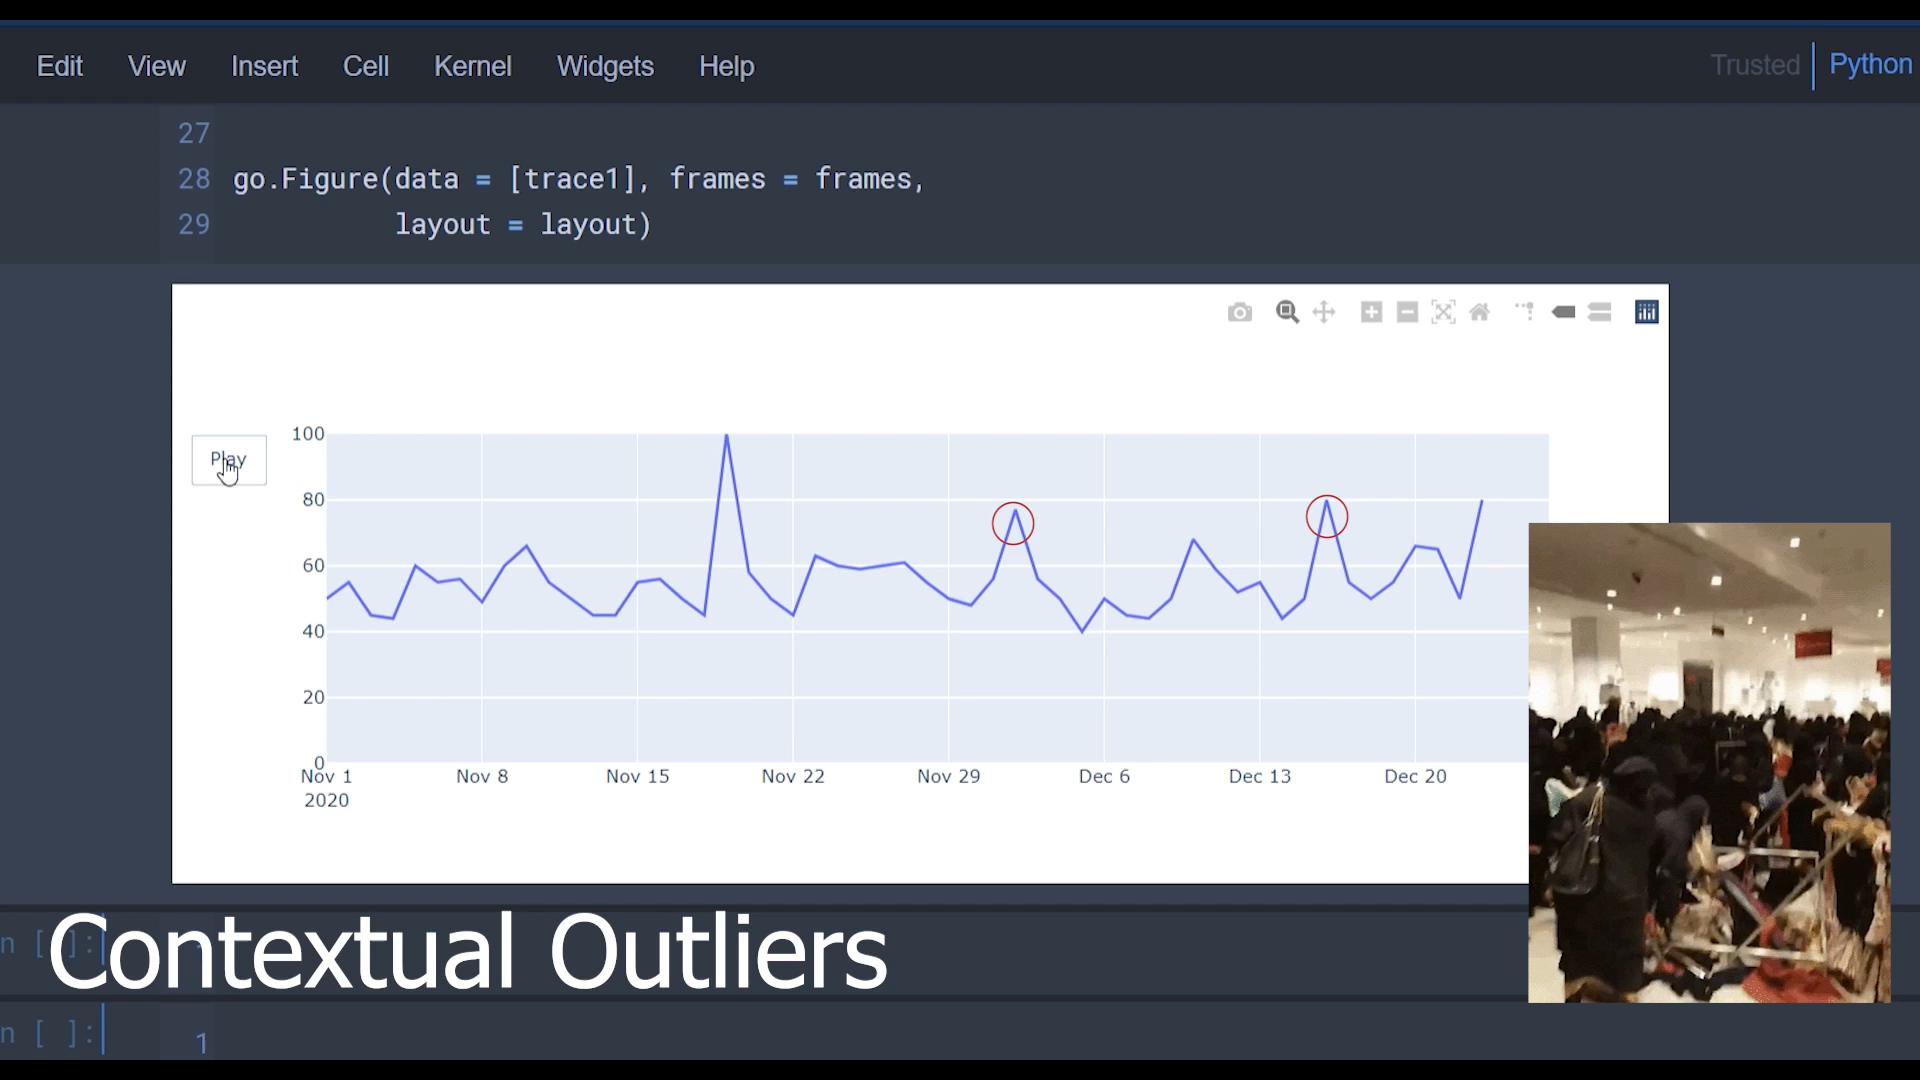 Edit View Insert Cell Kernel Widgets Help Trusted Python
27
28 go.Figure(data = [trace1], frames = frames,
29 layout = layout)
Play
100
80
60
40
20
0
Nov 1 Nov 8 Nov 15 Nov 22 Nov 29 Dec 6 Dec 13 Dec 20
2020
n [ ]:
Contextual Outliers
n [ ]: 1